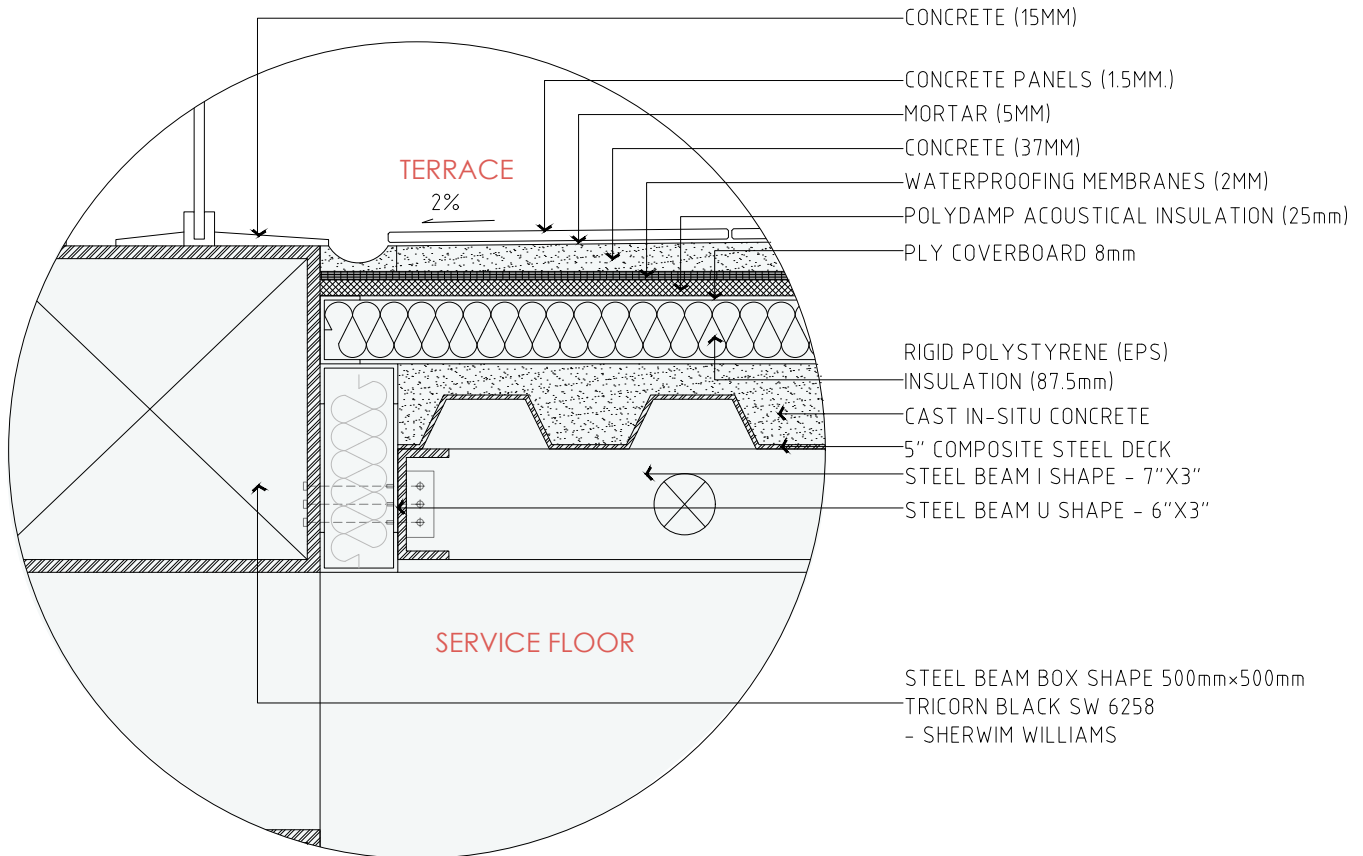 CONCRETE (15MM)
CONCRETE PANELS (1.5MM.)
MORTAR (5MM)
CONCRETE (37MM)
WATERPROOFING MEMBRANES (2MM)
POLYDAMP ACOUSTICAL INSULATION (25mm)
PLY COVERBOARD 8mm
TERRACE
2%
RIGID POLYSTYRENE (EPS)
INSULATION (87.5mm)
CAST IN-SITU CONCRETE
5" COMPOSITE STEEL DECK
STEEL BEAM I SHAPE - 7"X3"
STEEL BEAM U SHAPE - 6"X3"
SERVICE FLOOR
STEEL BEAM BOX SHAPE 500mm×500mm
TRICORN BLACK SW 6258
- SHERWIM WILLIAMS